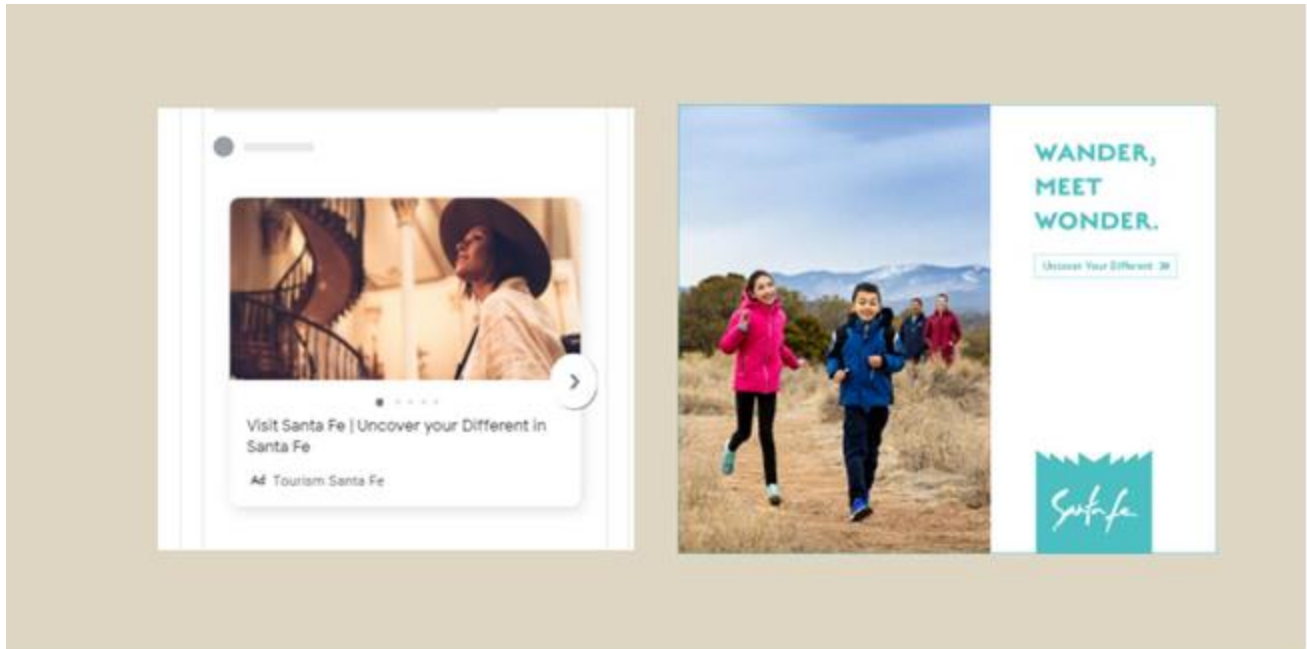 Visit Santa Fe | Uncover your Different in
Santa Fe
Ad Tourism Santa Fe
WANDER,
MEET
WONDER.
Uncover Your Different »
Santa Fe